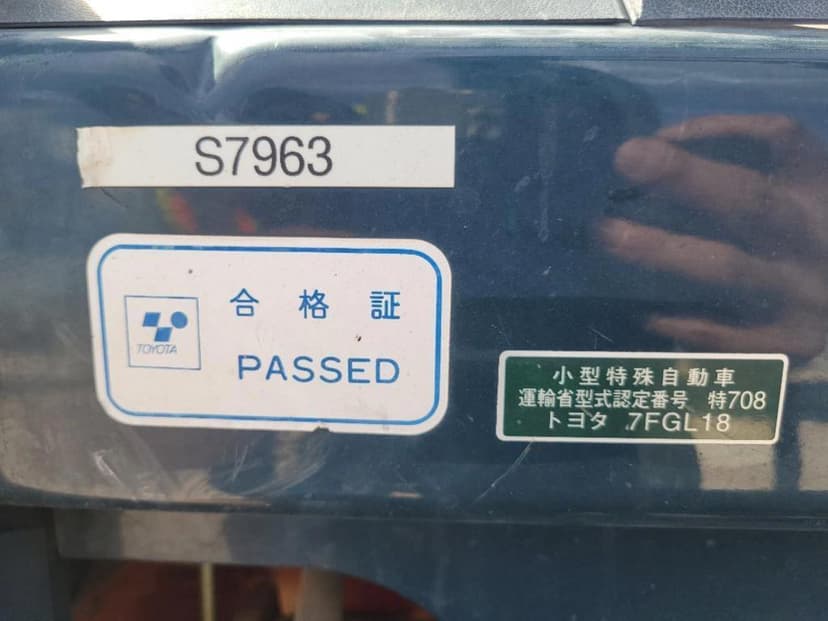 S7963
合格証
TOYOTA
PASSED
小型特殊自動車
運輸省型式認定番号 特708
トヨタ 7FGL18